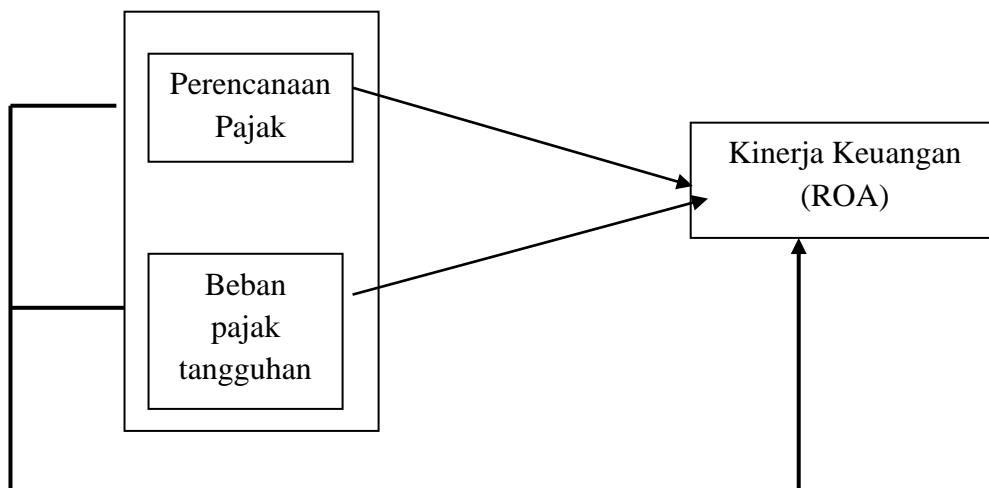 Perencanaan
Pajak
Kinerja Keuangan
(ROA)
Beban
pajak
tangguhan